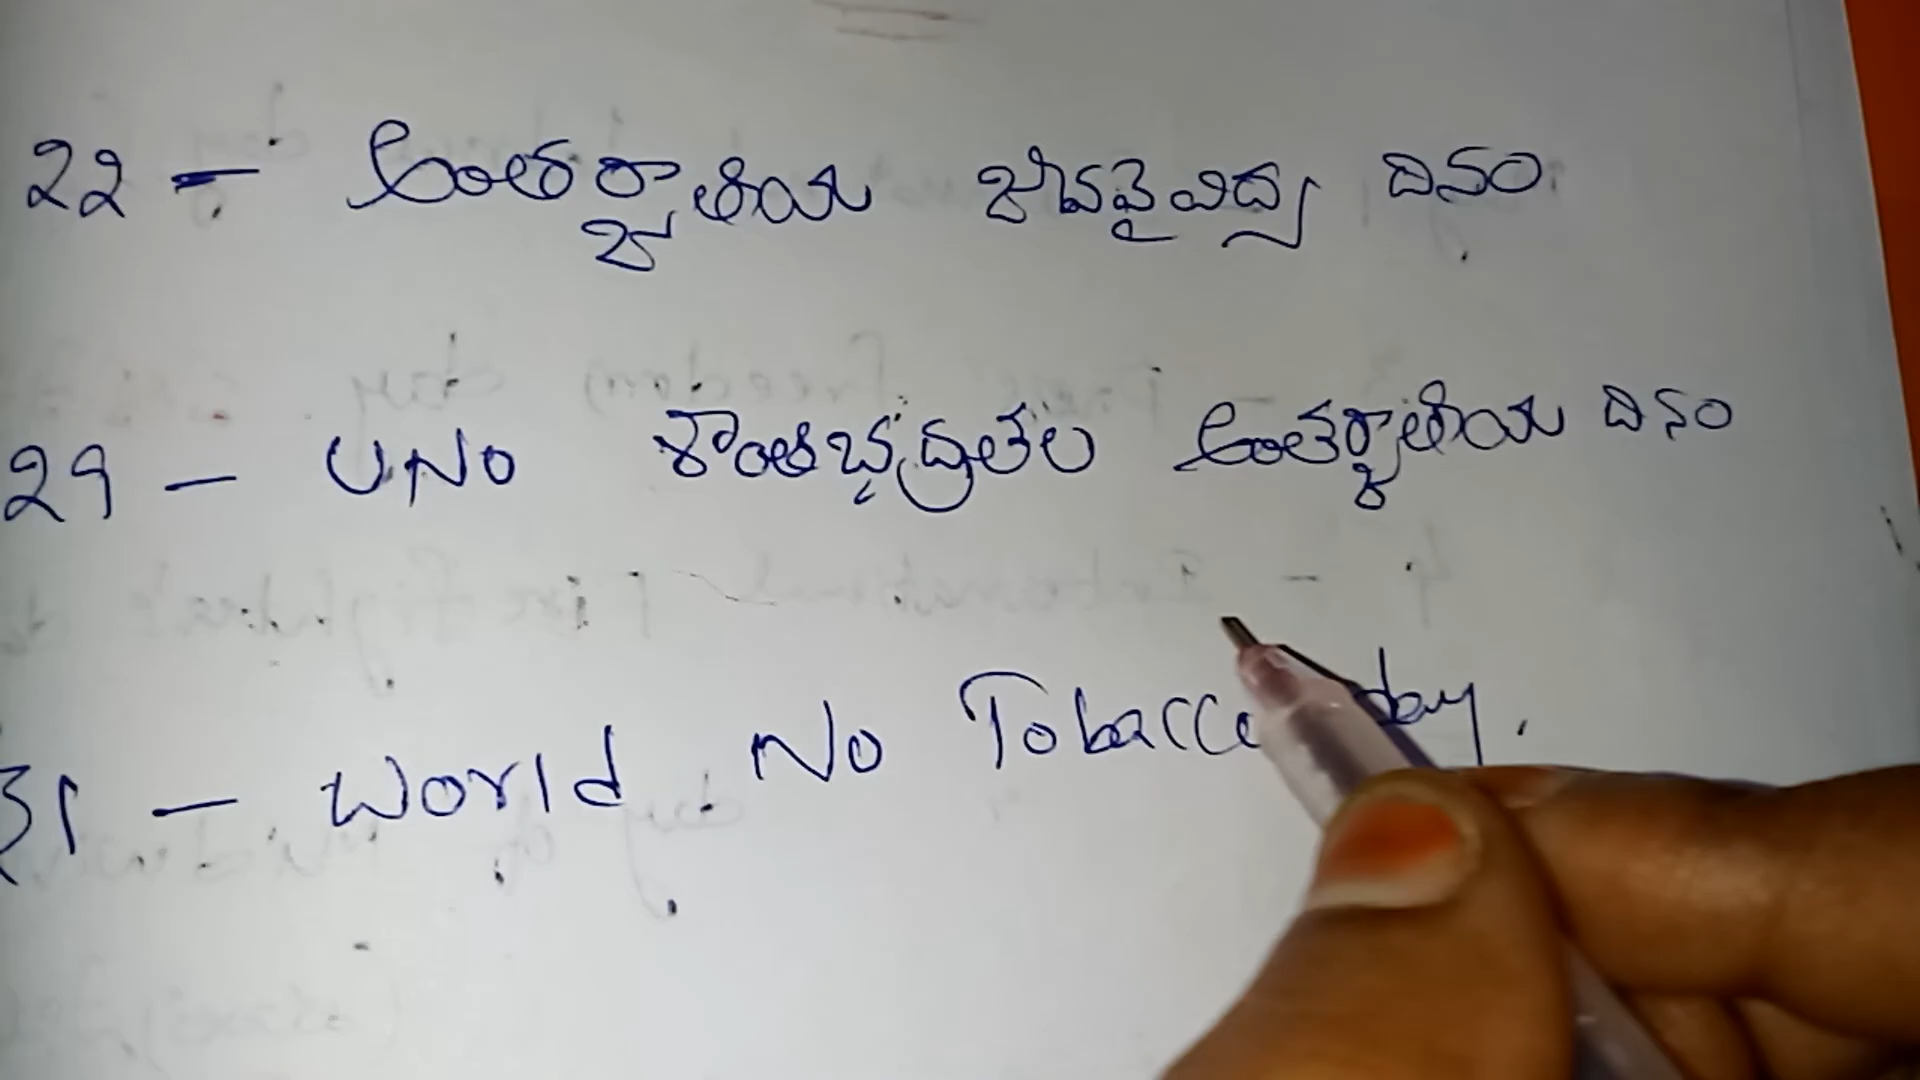 22 - అంతర్జాతీయ జీవవైవిధ్య దినం
29 - UNO శాంతిభద్రతల అంతర్జాతీయ దినం
31 - World No Tobacco day.